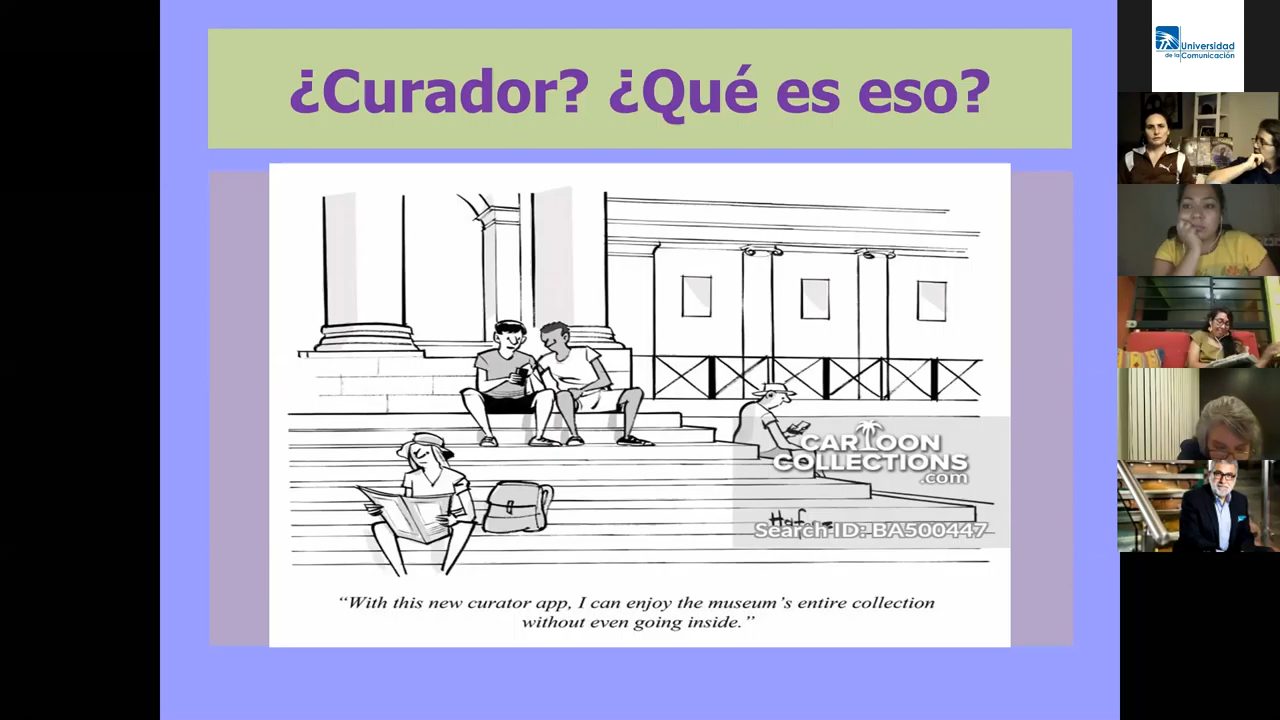 ¿Curador? ¿Qué es eso?
Universidad
de la Comunicación
CARTOON
COLLECTIONS
.com
Search ID: BA500447
“With this new curator app, I can enjoy the museum’s entire collection
without even going inside.”